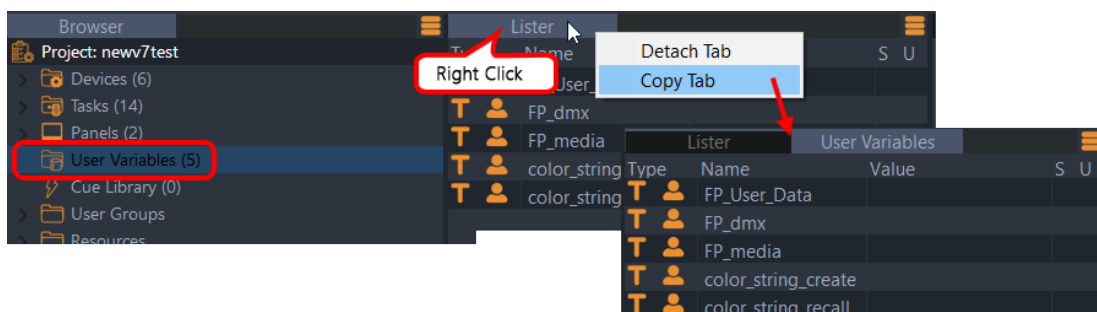 Browser
Project: newv7test
Devices (6)
Tasks (14)
Panels (2)
User Variables (5)
Cue Library (0)
User Groups
Resources
Lister
Name
S U
Right Click
Detach Tab
Copy Tab
User_
T FP_dmx
T FP_media
T color_string
T color_string
Lister User Variables
Type Name Value S U
T FP_User_Data
T FP_dmx
T FP_media
T color_string_create
T color_string_recall